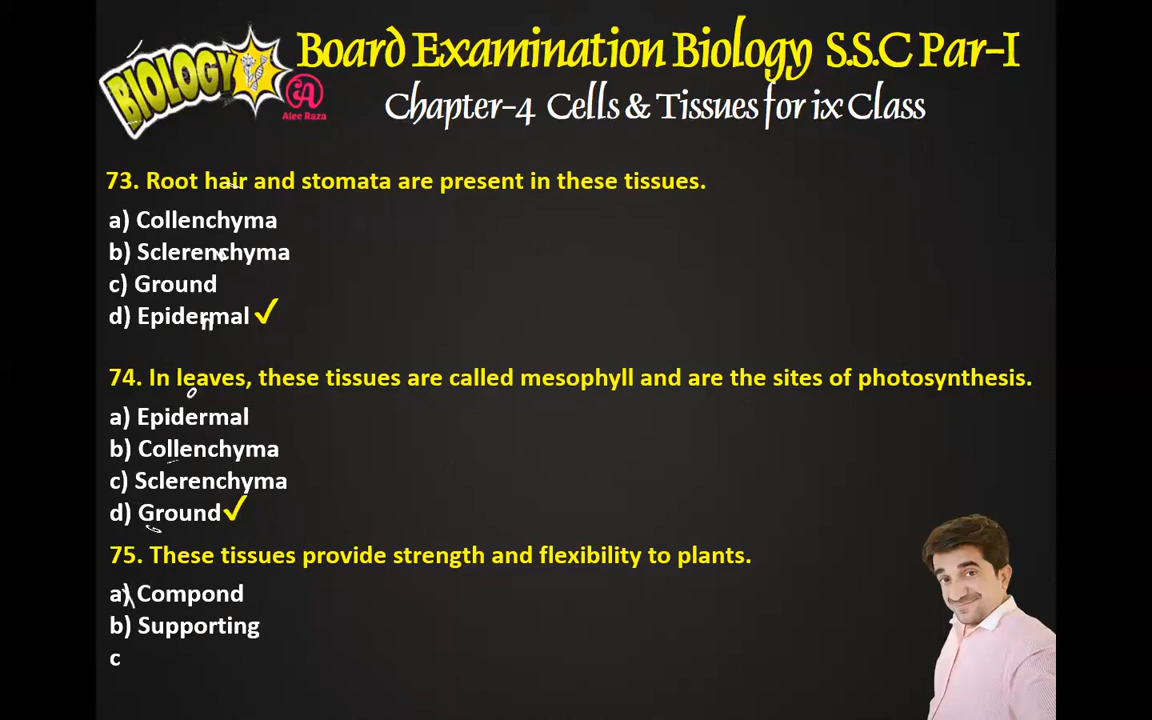 BIOLOGY
Board Examination Biology S.S.C Par-I
Alee Raza
Chapter-4 Cells & Tissues for ix Class
73. Root hair and stomata are present in these tissues.
a) Collenchyma
b) Sclerenchyma
c) Ground
d) Epidermal ✓
74. In leaves, these tissues are called mesophyll and are the sites of photosynthesis.
a) Epidermal
b) Collenchyma
c) Sclerenchyma
d) Ground ✓
75. These tissues provide strength and flexibility to plants.
a) Compond
b) Supporting
c